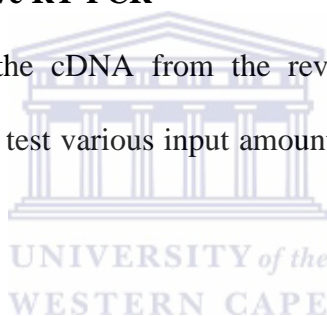 RT PCR
the cDNA from the rev
test various input amoun
UNIVERSITY of the
WESTERN CAPE